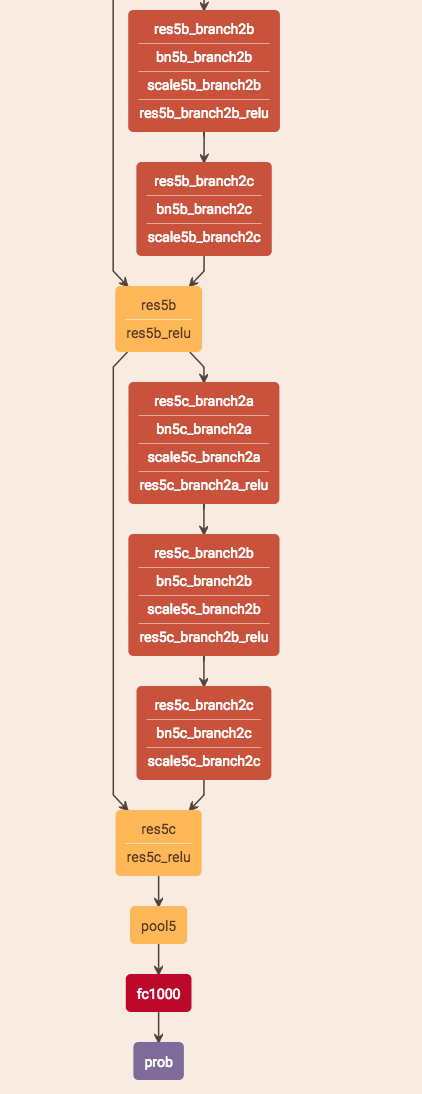 res5b_branch2b
bn5b_branch2b
scale5b_branch2b
res5b_branch2b_relu
res5b_branch2c
bn5b_branch2c
scale5b_branch2c
res5b
res5b_relu
res5c_branch2a
bn5c_branch2a
scale5c_branch2a
res5c_branch2a_relu
res5c_branch2b
bn5c_branch2b
scale5c_branch2b
res5c_branch2b_relu
res5c_branch2c
bn5c_branch2c
scale5c_branch2c
res5c
res5c_relu
pool5
fc1000
prob